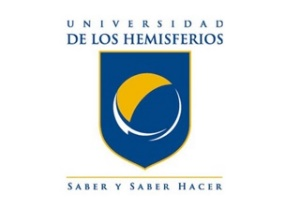 UNIVERSIDAD
DE LOS HEMISFERIOS
SABER Y SABER HACER